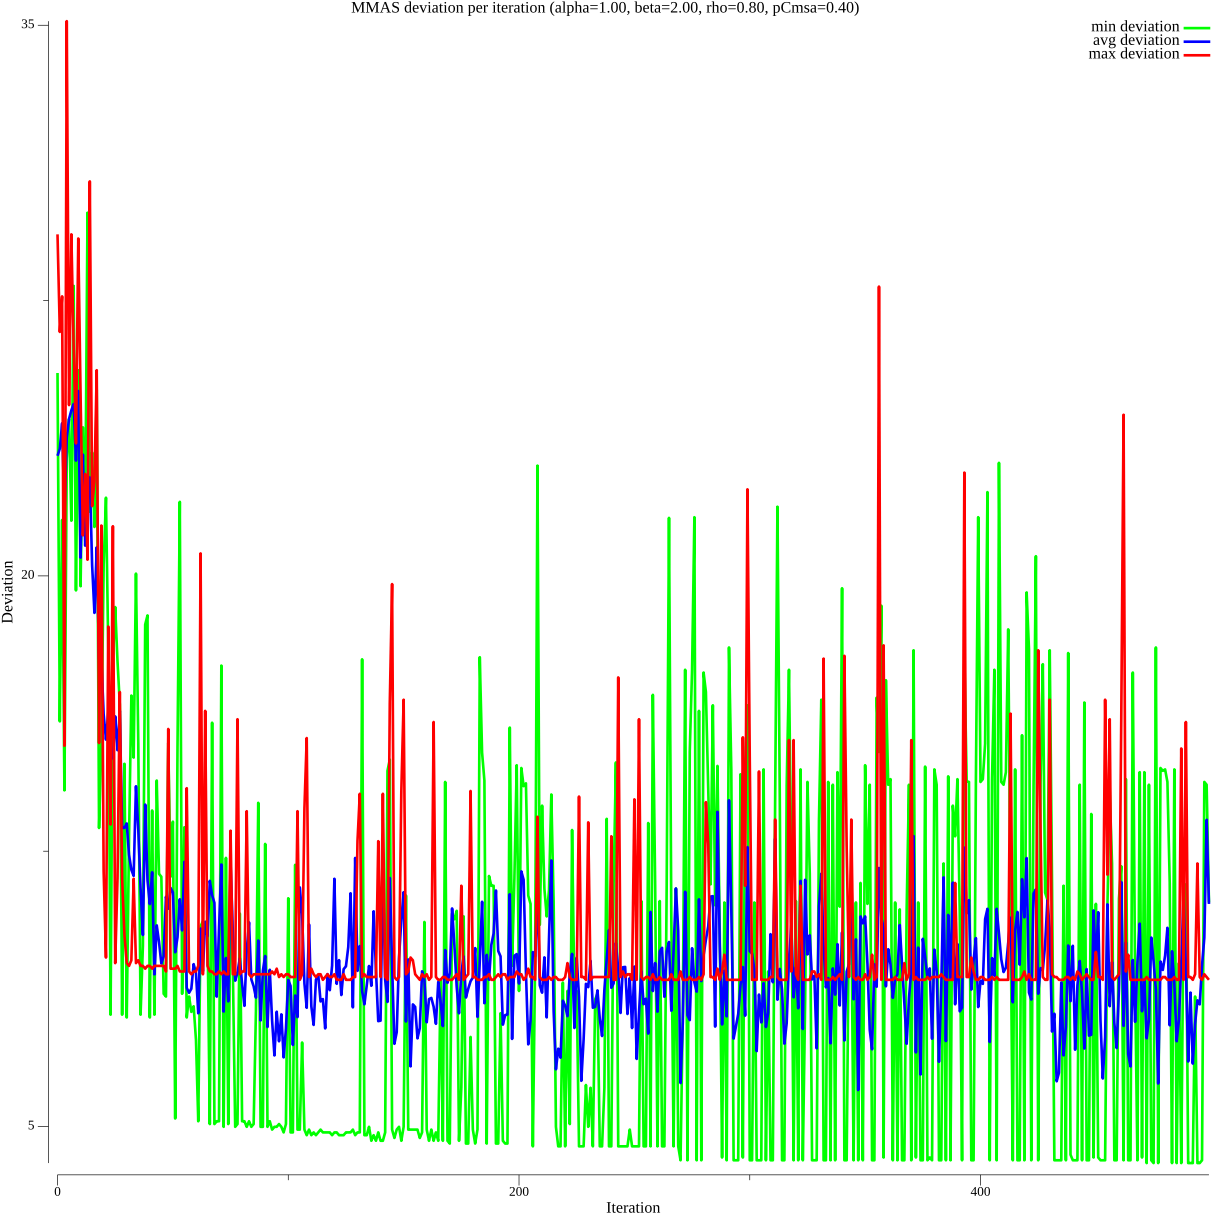 MMAS deviation per iteration (alpha=1.00, beta=2.00, rho=0.80, pCmsa=0.40)
min deviation
avg deviation
max deviation
35
20
5
Deviation
0
200
400
Iteration